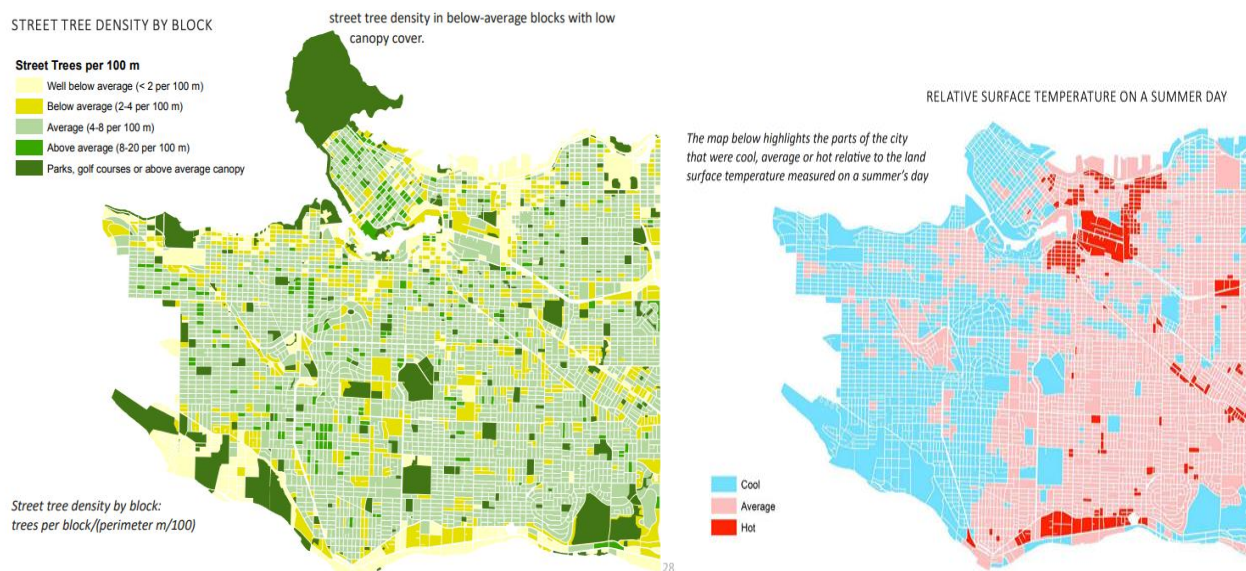 STREET TREE DENSITY BY BLOCK
street tree density in below-average blocks with low
canopy cover.
Street Trees per 100 m
Well below average (< 2 per 100 m)
Below average (2-4 per 100 m)
Average (4-8 per 100 m)
Above average (8-20 per 100 m)
Parks, golf courses or above average canopy
Street tree density by block:
trees per block/(perimeter m/100)
28
RELATIVE SURFACE TEMPERATURE ON A SUMMER DAY
The map below highlights the parts of the city
that were cool, average or hot relative to the land
surface temperature measured on a summer's day
Cool
Average
Hot